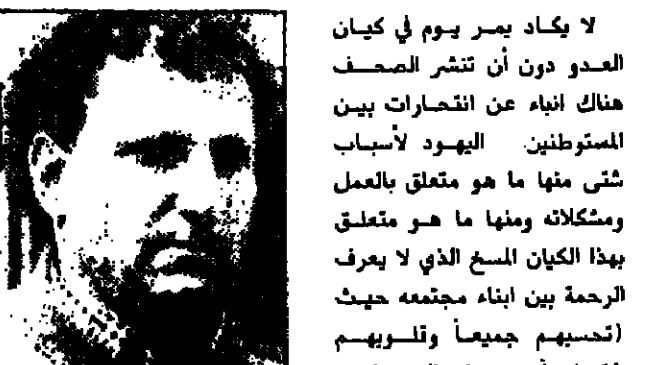 لا يكاد يمر يوم في كيان
العدو دون أن تنشر الصحف
هناك انباء عن انتحارات بين
المستوطنين اليهود لأسباب
شتى منها ما هو متعلق بالعمل
ومشكلاته ومنها ما هو متعلق
بهذا الكيان المسخ الذي لا يعرف
الرحمة بين ابناء مجتمعه حيث
(تحسبهم جميعاً وقلوبهم